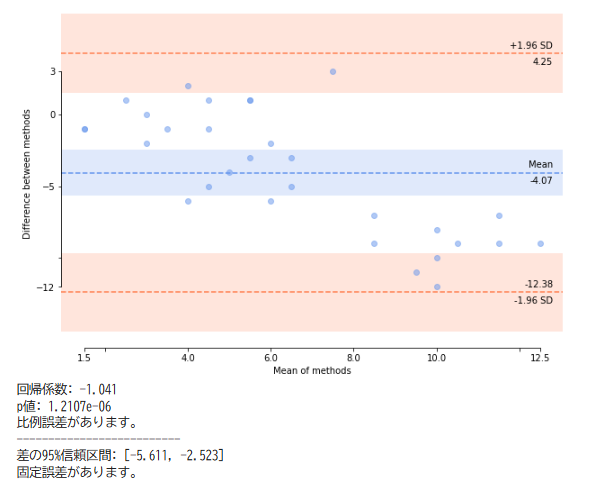 +1.96 SD
4.25
3
0
Mean
-4.07
−5
-12.38
−12
-1.96 SD
Difference between methods
1.5 4.0 6.0 8.0 10.0 12.5
Mean of methods
回帰係数: -1.041
p値: 1.2107e-06
比例誤差があります。
---------------------------
差の95%信頼区間: [-5.611, -2.523]
固定誤差があります。